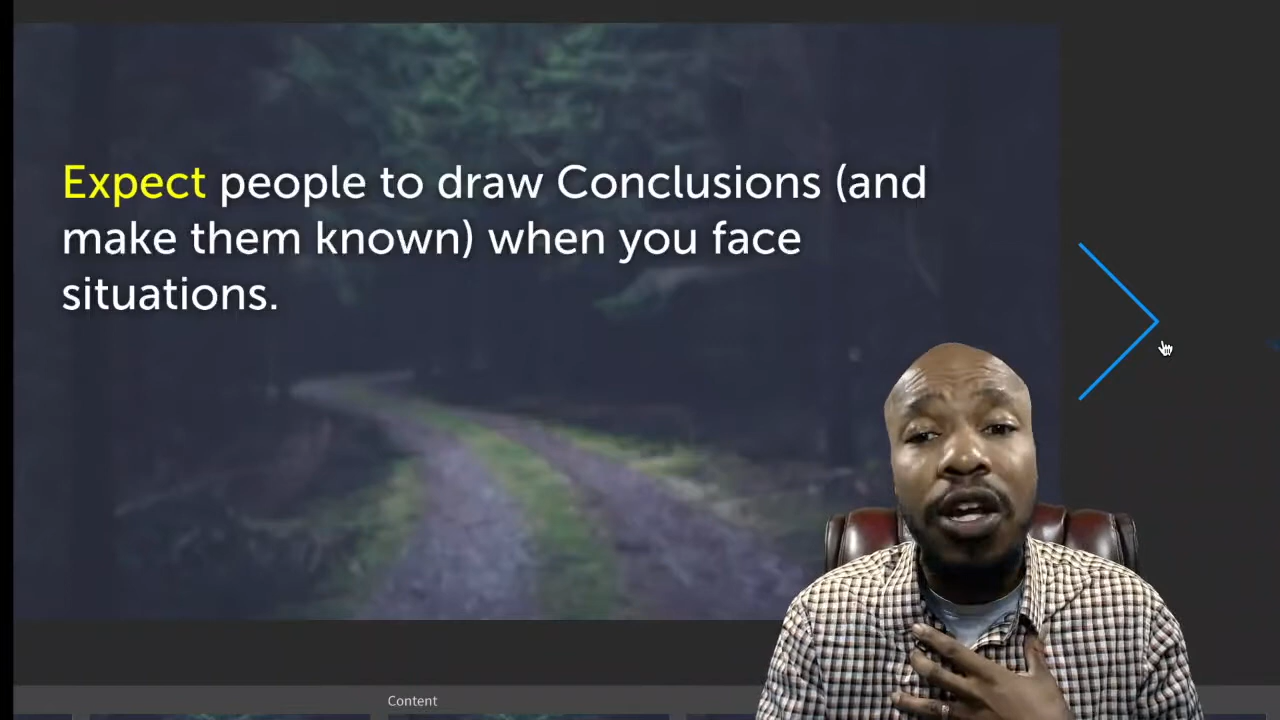 Expect people to draw Conclusions (and
make them known) when you face
situations.
Content